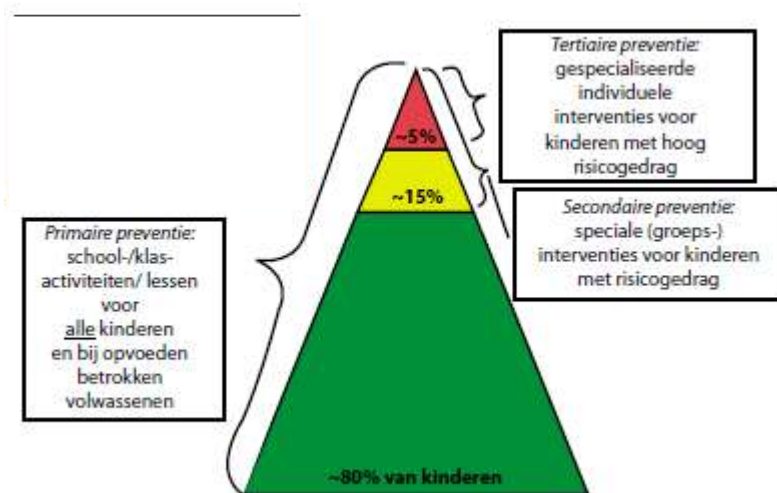 Tertiaire preventie:
gespecialiseerde
individuele
interventies voor
kinderen met hoog
risicogedrag
~5%
~15%
Secondaire preventie:
speciale (groeps-)
interventies voor kinderen
met risicogedrag
Primaire preventie:
school-/klas-
activiteiten/ lessen
voor
alle kinderen
en bij opvoeden
betrokken
volwassenen
~80% van kinderen